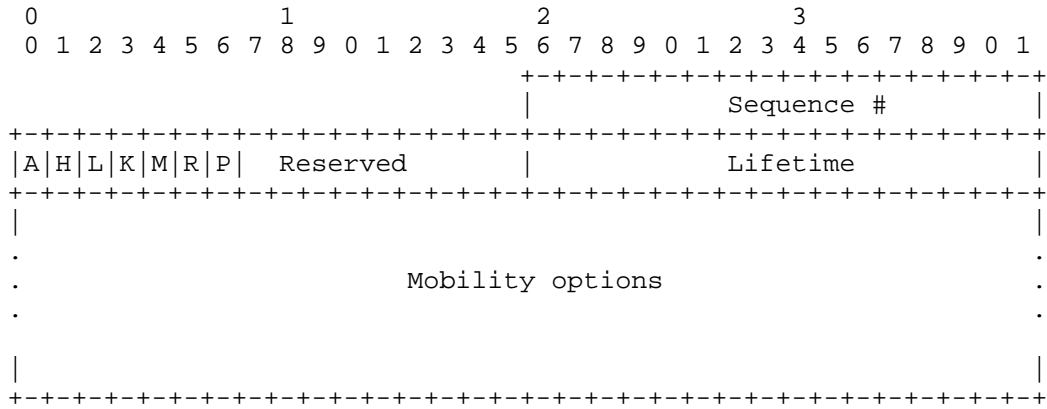 0                   1                   2                   3
 0 1 2 3 4 5 6 7 8 9 0 1 2 3 4 5 6 7 8 9 0 1 2 3 4 5 6 7 8 9 0 1
                                +-+-+-+-+-+-+-+-+-+-+-+-+-+-+-+-+
                                |            Sequence #         |
+-+-+-+-+-+-+-+-+-+-+-+-+-+-+-+-+-+-+-+-+-+-+-+-+-+-+-+-+-+-+-+-+
|A|H|L|K|M|R|P|  Reserved       |            Lifetime           |
+-+-+-+-+-+-+-+-+-+-+-+-+-+-+-+-+-+-+-+-+-+-+-+-+-+-+-+-+-+-+-+-+
|                                                               |
.                                                               .
.                        Mobility options                       .
.                                                               .
|                                                               |
+-+-+-+-+-+-+-+-+-+-+-+-+-+-+-+-+-+-+-+-+-+-+-+-+-+-+-+-+-+-+-+-+